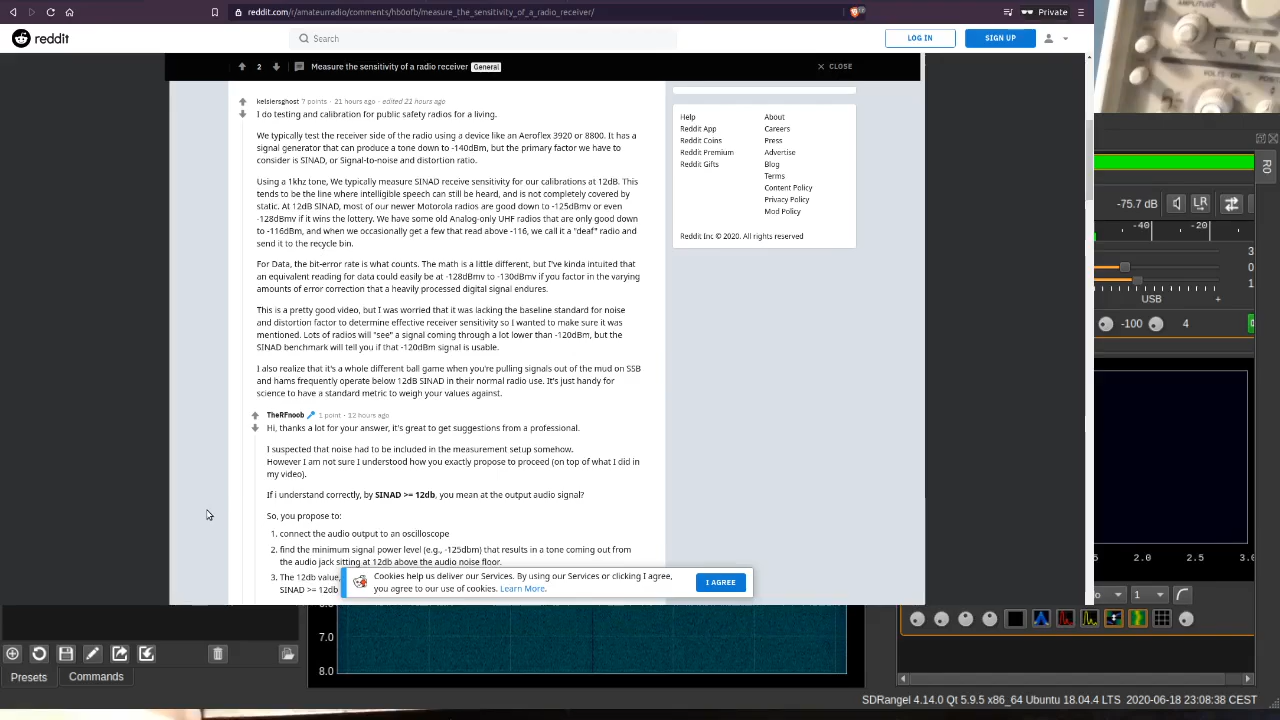 reddit.com/r/amateurradio/comments/hb0ofb/measure_the_sensitivity_of_a_radio_receiver/
Private
reddit
Search
LOG IN
SIGN UP
2
Measure the sensitivity of a radio receiver
General
CLOSE
kelsiersghost 7 points · 21 hours ago · edited 21 hours ago
I do testing and calibration for public safety radios for a living.
We typically test the receiver side of the radio using a device like an Aeroflex 3920 or 8800. It has a
signal generator that can produce a tone down to -140dBm, but the primary factor we have to
consider is SINAD, or Signal-to-noise and distortion ratio.
Using a 1khz tone, We typically measure SINAD receive sensitivity for our calibrations at 12dB. This
tends to be the line where intelligible speech can still be heard, and is not completely covered by
static. At 12dB SINAD, most of our newer Motorola radios are good down to -125dBmv or even
-128dBmv if it wins the lottery. We have some old Analog-only UHF radios that are only good down
to -116dBm, and when we occasionally get a few that read above -116, we call it a "deaf" radio and
send it to the recycle bin.
For Data, the bit-error rate is what counts. The math is a little different, but I've kinda intuited that
an equivalent reading for data could easily be at -128dBmv to -130dBmv if you factor in the varying
amounts of error correction that a heavily processed digital signal endures.
This is a pretty good video, but I was worried that it was lacking the baseline standard for noise
and distortion factor to determine effective receiver sensitivity so I wanted to make sure it was
mentioned. Lots of radios will "see" a signal coming through a lot lower than -120dBm, but the
SINAD benchmark will tell you if that -120dBm signal is usable.
I also realize that it's a whole different ball game when you're pulling signals out of the mud on SSB
and hams frequently operate below 12dB SINAD in their normal radio use. It's just handy for
science to have a standard metric to weigh your values against.
TheRFnoob 1 point · 12 hours ago
Hi, thanks a lot for your answer, it's great to get suggestions from a professional.
I suspected that noise had to be included in the measurement setup somehow.
However I am not sure I understood how you exactly propose to proceed (on top of what I did in
my video).
If i understand correctly, by SINAD >= 12db, you mean at the output audio signal?
So, you propose to:
1. connect the audio output to an oscilloscope
2. find the minimum signal power level (e.g., -125dbm) that results in a tone coming out from
the audio jack sitting at 12db above the audio noise floor.
3. The 12db value,
SINAD >= 12db
Help
About
Reddit App
Careers
Reddit Coins
Press
Reddit Premium
Advertise
Reddit Gifts
Blog
Terms
Content Policy
Privacy Policy
Mod Policy
Reddit Inc © 2020. All rights reserved
Cookies help us deliver our Services. By using our Services or clicking I agree,
you agree to our use of cookies. Learn More.
I AGREE
AMPLITUDE
R0
-75.7 dB
LR
-40 -20
3
0
1
USB
+
-100 4
2.0 2.5 3.0
1
7.0
8.0
Presets
Commands
SDRangel 4.14.0 Qt 5.9.5 x86_64 Ubuntu 18.04.4 LTS 2020-06-18 23:08:38 CEST